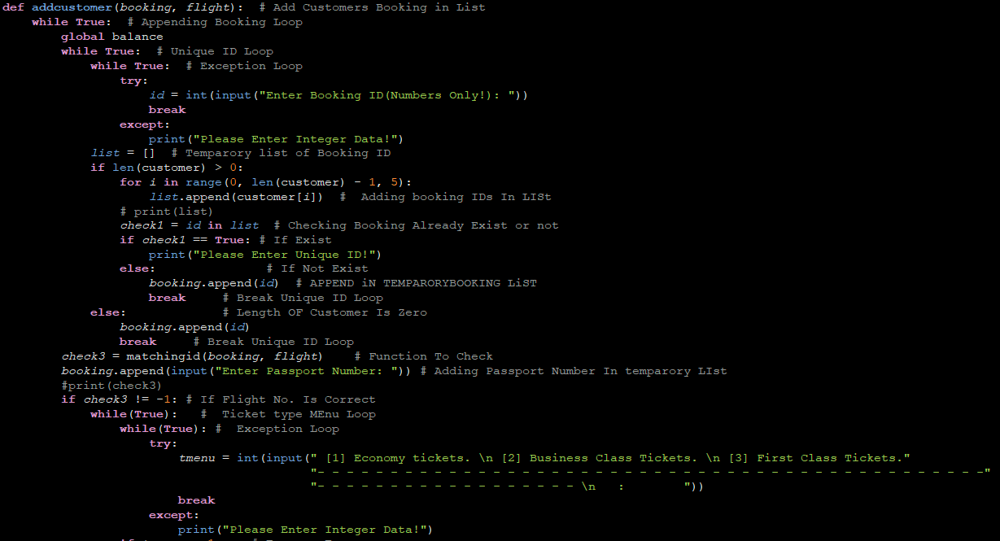 def addcustomer(booking, flight):  # Add Customers Booking in List
    while True:  # Appending Booking Loop
        global balance
        while True:  # Unique ID Loop
            while True:  # Exception Loop
                try:
                    id = int(input("Enter Booking ID(Numbers Only!): "))
                    break
                except:
                    print("Please Enter Integer Data!")
            list = []  # Temparory list of Booking ID
            if len(customer) > 0:
                for i in range(0, len(customer) - 1, 5):
                    list.append(customer[i])  #  Adding booking IDs In LISt
                # print(list)
                check1 = id in list  # Checking Booking Already Exist or not
                if check1 == True: # If Exist
                    print("Please Enter Unique ID!")
                else:               # If Not Exist
                    booking.append(id)  # APPEND iN TEMPARORYBOOKING LiST
                    break     # Break Unique ID Loop
            else:             # Length OF Customer Is Zero
                booking.append(id)
                break     # Break Unique ID Loop
        check3 = matchingid(booking, flight)    # Function To Check
        booking.append(input("Enter Passport Number: ")) # Adding Passport Number In temparory LIst
        #print(check3)
        if check3 != -1: # If Flight No. Is Correct
            while(True):   #  Ticket type MEnu Loop
                while(True): #  Exception Loop
                    try:
                        tmenu = int(input(" [1] Economy tickets. \n [2] Business Class Tickets. \n [3] First Class Tickets."
                                          "- - - - - - - - - - - - - - - - - - - - - - - - - - - - - - - - - - - - - - - - - - - - - -"
                                          "- - - - - - - - - - - - - - - - - - \n   :        "))
                        break
                    except:
                        print("Please Enter Integer Data!")